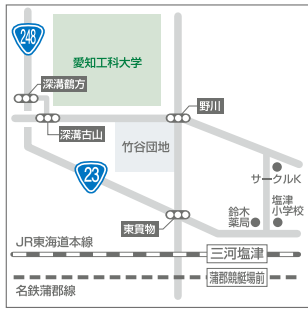 248
愛知工科大学
深溝鶴方
野川
深溝古山
竹谷団地
23
サークルK
塩津
小学校
鈴木
薬局
東貫物
JR東海道本線
三河塩津
蒲郡競艇場前
名鉄蒲郡線